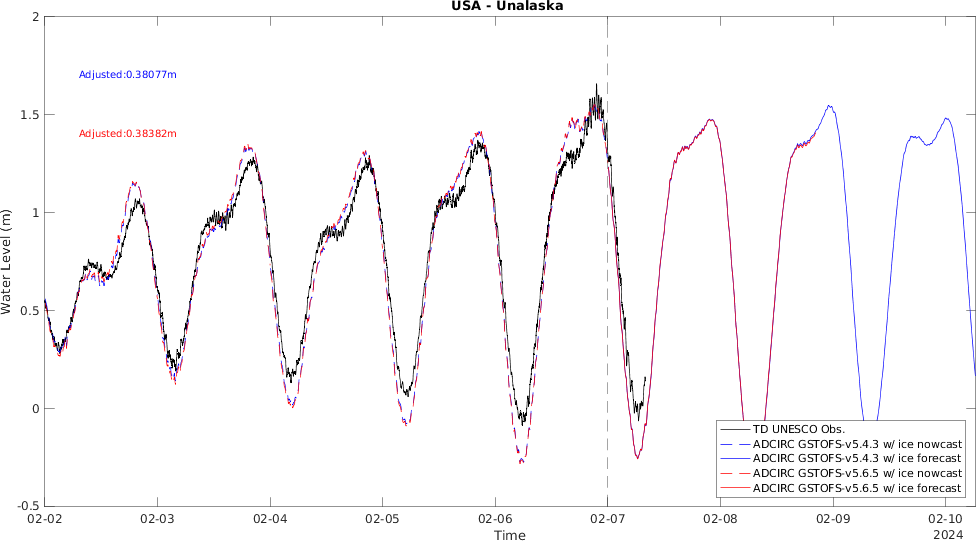 USA - Unalaska
2
1.5
1
0.5
0
-0.5
Water Level (m)
Adjusted:0.38077m
Adjusted:0.38382m
TD UNESCO Obs.
ADCIRC GSTOFS-v5.4.3 w/ ice nowcast
ADCIRC GSTOFS-v5.4.3 w/ ice forecast
ADCIRC GSTOFS-v5.6.5 w/ ice nowcast
ADCIRC GSTOFS-v5.6.5 w/ ice forecast
02-02 02-03 02-04 02-05 02-06 02-07 02-08 02-09 02-10
Time
2024